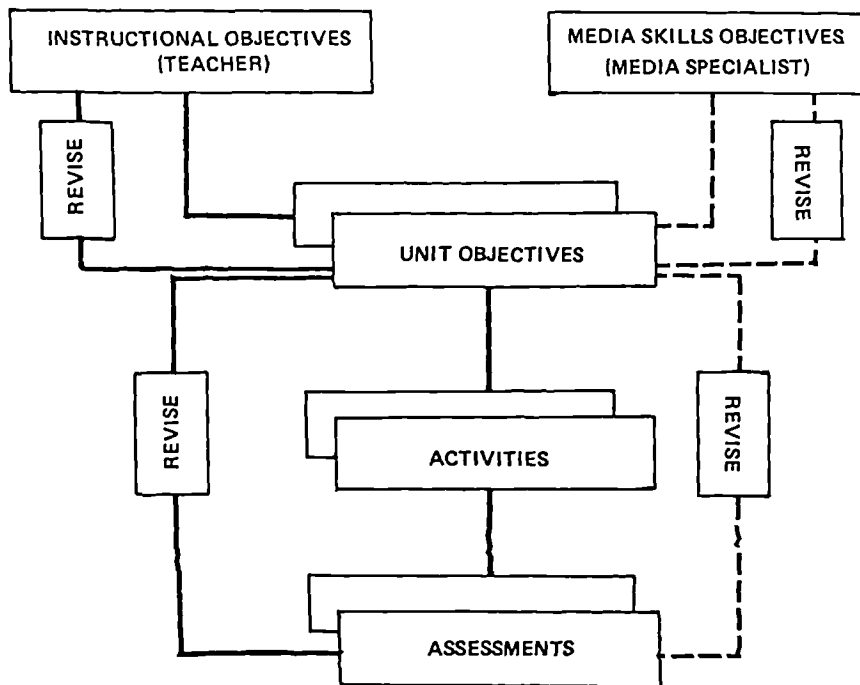 INSTRUCTIONAL OBJECTIVES
(TEACHER)
MEDIA SKILLS OBJECTIVES
(MEDIA SPECIALIST)
REVISE
REVISE
UNIT OBJECTIVES
REVISE
REVISE
ACTIVITIES
ASSESSMENTS